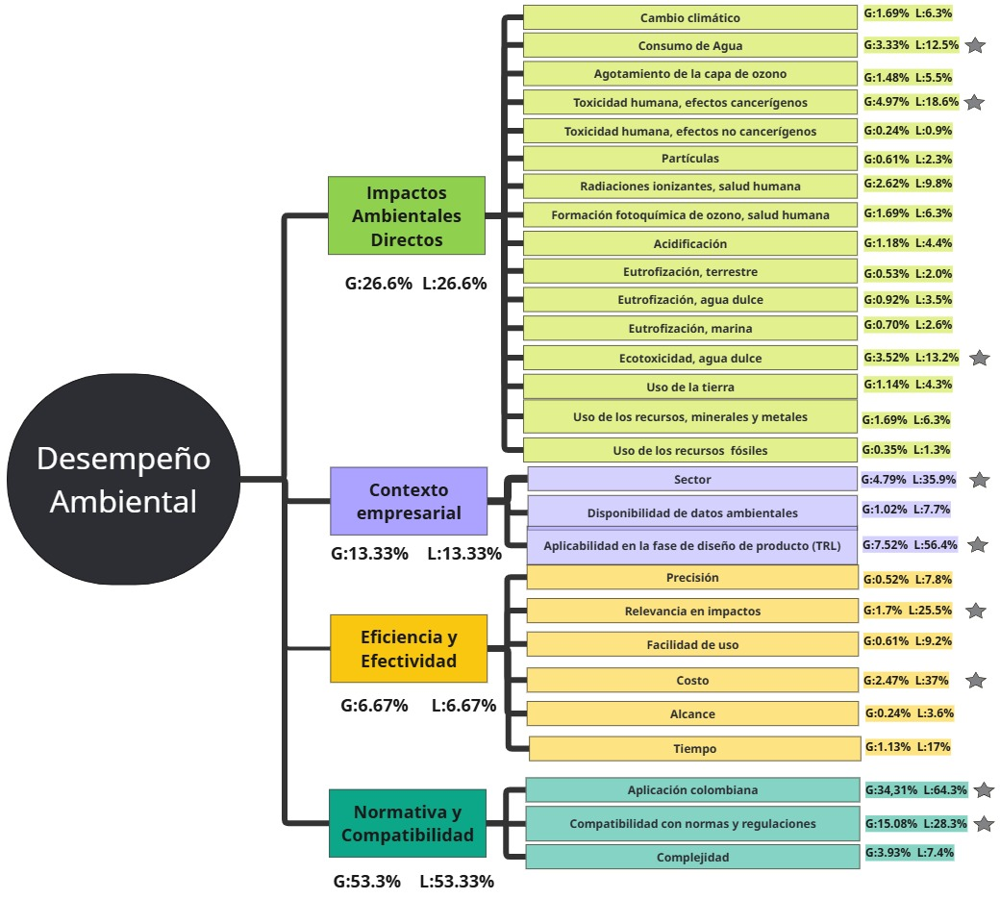 Desempeño
Ambiental
Impactos
Ambientales
Directos
G:26.6% L:26.6%
Cambio climático
G:1.69% L:6.3%
Consumo de Agua
G:3.33% L:12.5%
Agotamiento de la capa de ozono
G:1.48% L:5.5%
Toxicidad humana, efectos cancerígenos
G:4.97% L:18.6%
Toxicidad humana, efectos no cancerígenos
G:0.24% L:0.9%
Partículas
G:0.61% L:2.3%
Radiaciones ionizantes, salud humana
G:2.62% L:9.8%
Formación fotoquímica de ozono, salud humana
G:1.69% L:6.3%
Acidificación
G:1.18% L:4.4%
Eutrofización, terrestre
G:0.53% L:2.0%
Eutrofización, agua dulce
G:0.92% L:3.5%
Eutrofización, marina
G:0.70% L:2.6%
Ecotoxicidad, agua dulce
G:3.52% L:13.2%
Uso de la tierra
G:1.14% L:4.3%
Uso de los recursos, minerales y metales
G:1.69% L:6.3%
Uso de los recursos fósiles
G:0.35% L:1.3%
Contexto
empresarial
G:13.33% L:13.33%
Sector
G:4.79% L:35.9%
Disponibilidad de datos ambientales
G:1.02% L:7.7%
Aplicabilidad en la fase de diseño de producto (TRL)
G:7.52% L:56.4%
Eficiencia y
Efectividad
G:6.67% L:6.67%
Precisión
G:0.52% L:7.8%
Relevancia en impactos
G:1.7% L:25.5%
Facilidad de uso
G:0.61% L:9.2%
Costo
G:2.47% L:37%
Alcance
G:0.24% L:3.6%
Tiempo
G:1.13% L:17%
Normativa y
Compatibilidad
G:53.3% L:53.33%
Aplicación colombiana
G:34,31% L:64.3%
Compatibilidad con normas y regulaciones
G:15.08% L:28.3%
Complejidad
G:3.93% L:7.4%